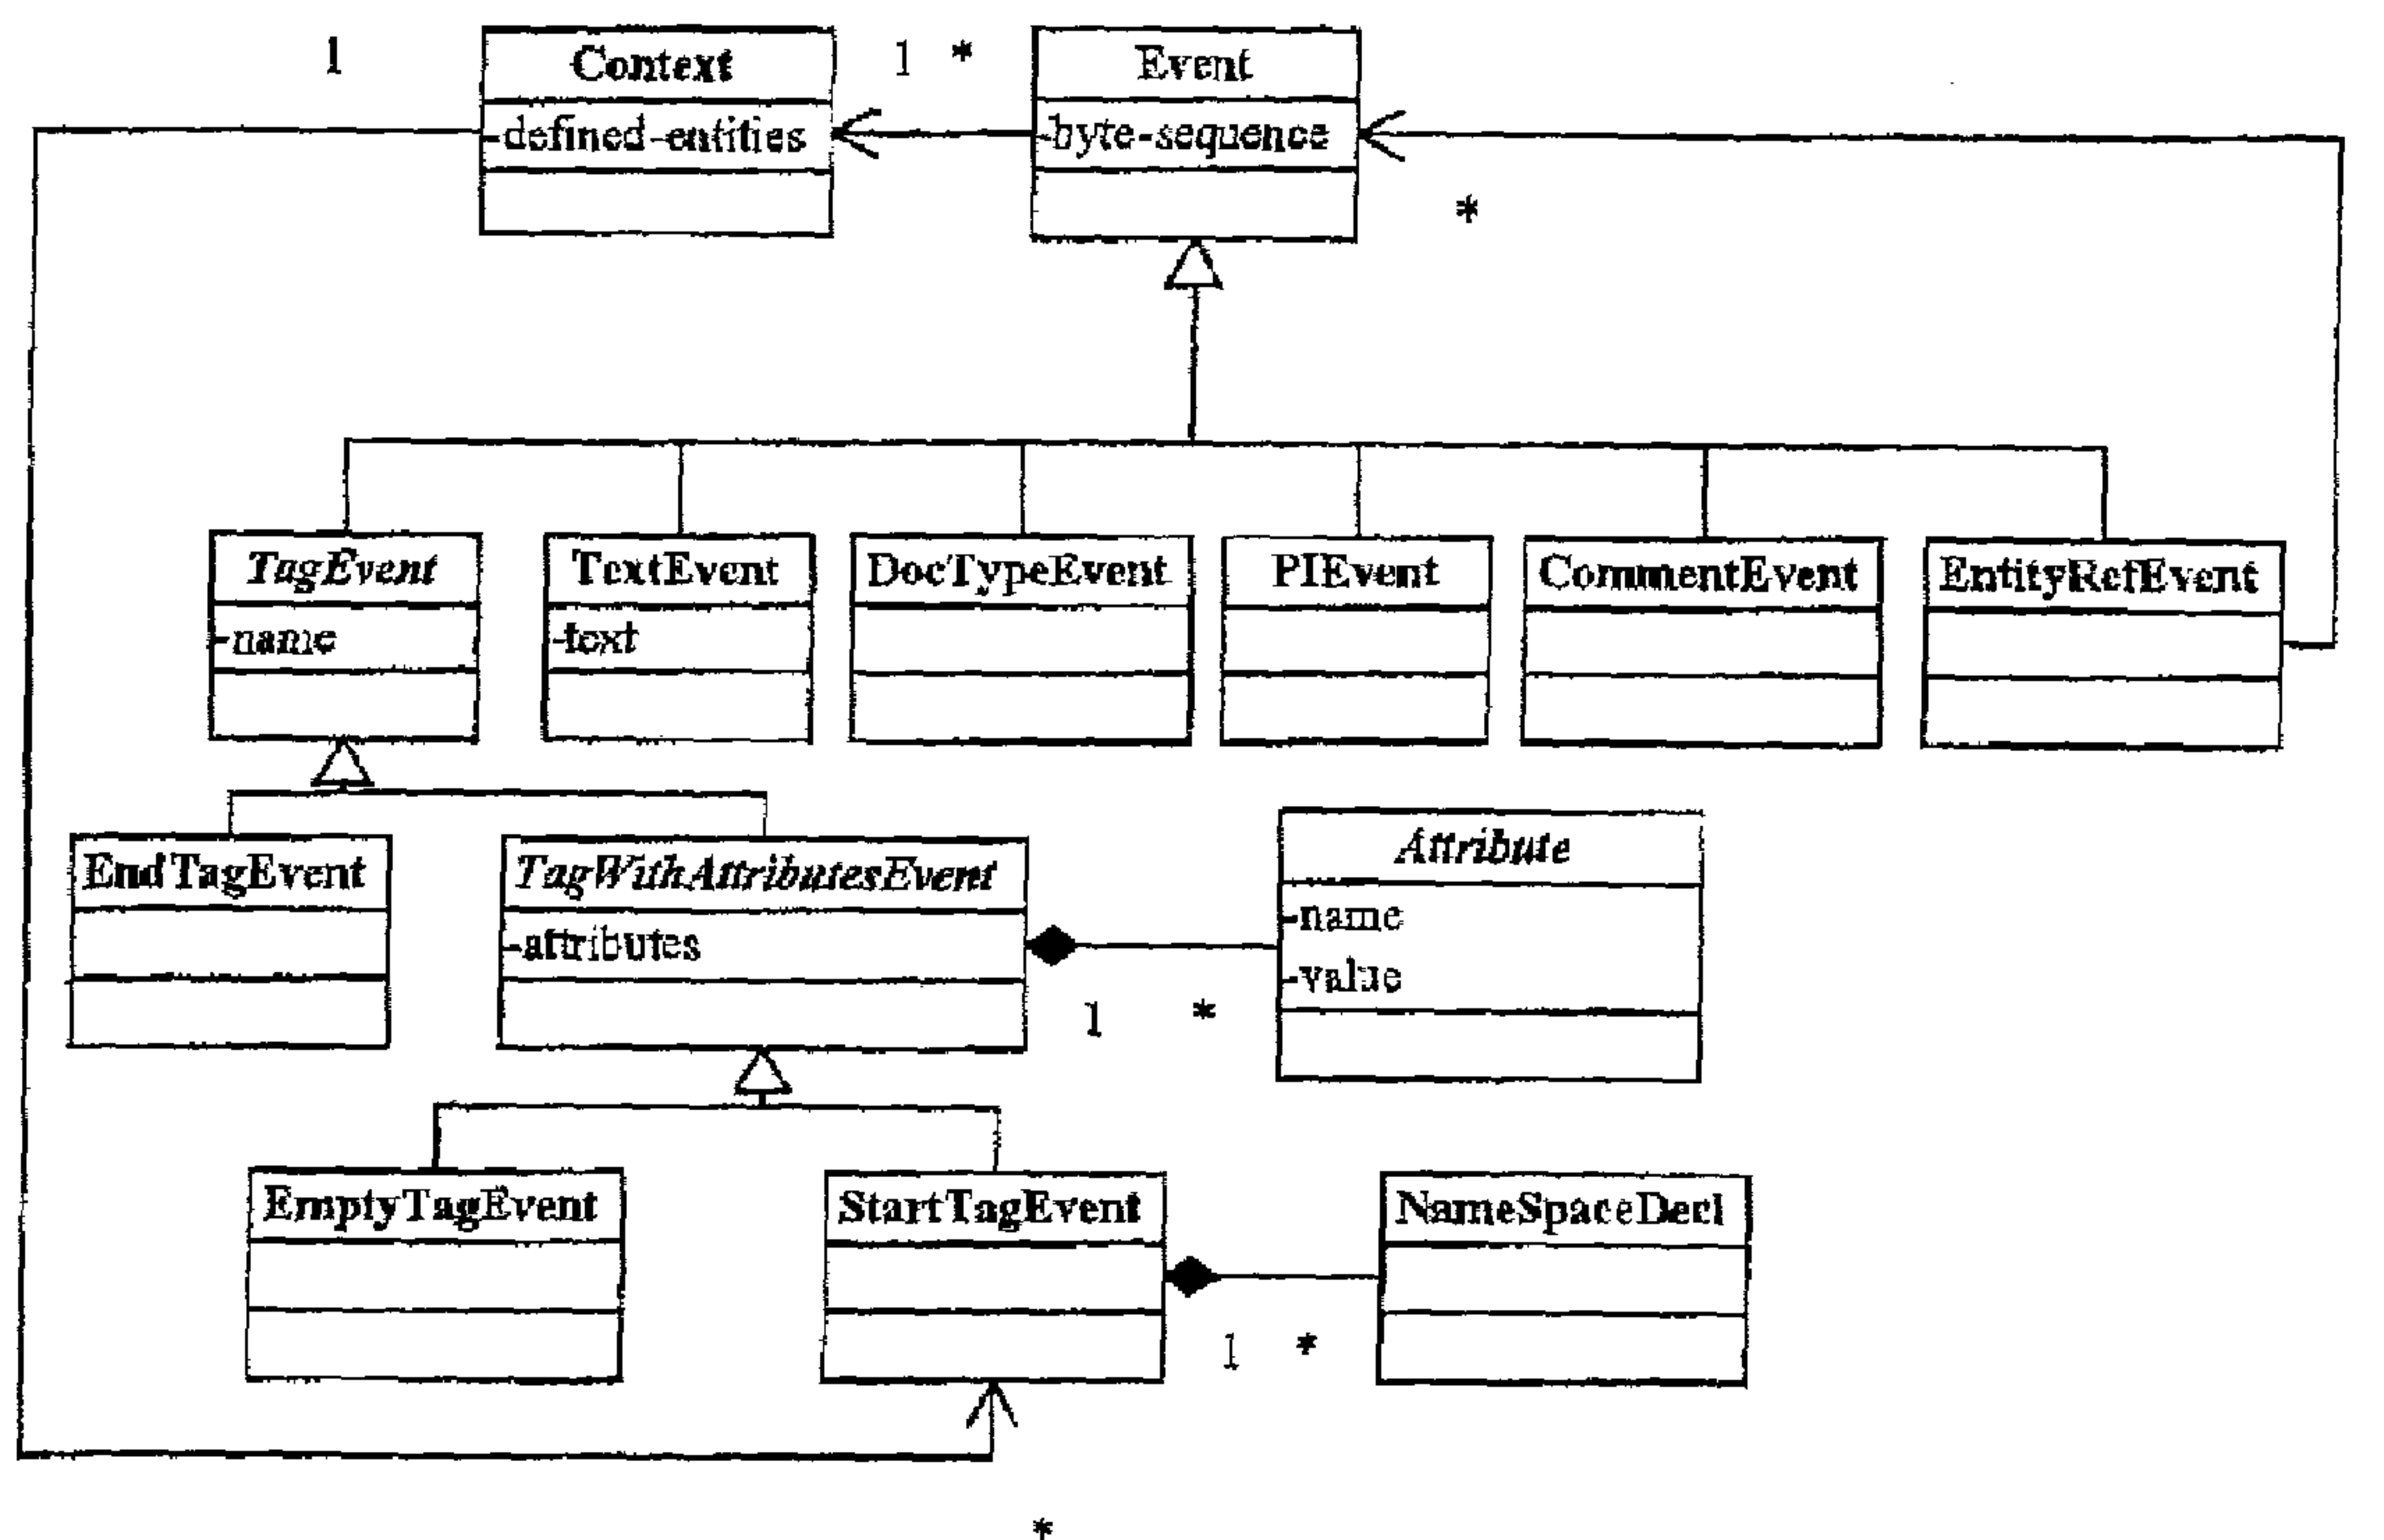 1
Context
1 *
Event
-defined-entities
-byte-sequence
*
TagEvent
TextEvent
DocTypeEvent
PIEvent
CommentEvent
EntityRefEvent
-name
-text
EndTagEvent
TagWithAttributesEvent
Attribute
-attributes
-name
-value
1 *
EmptyTagEvent
StartTagEvent
NameSpaceDecl
1 *
*